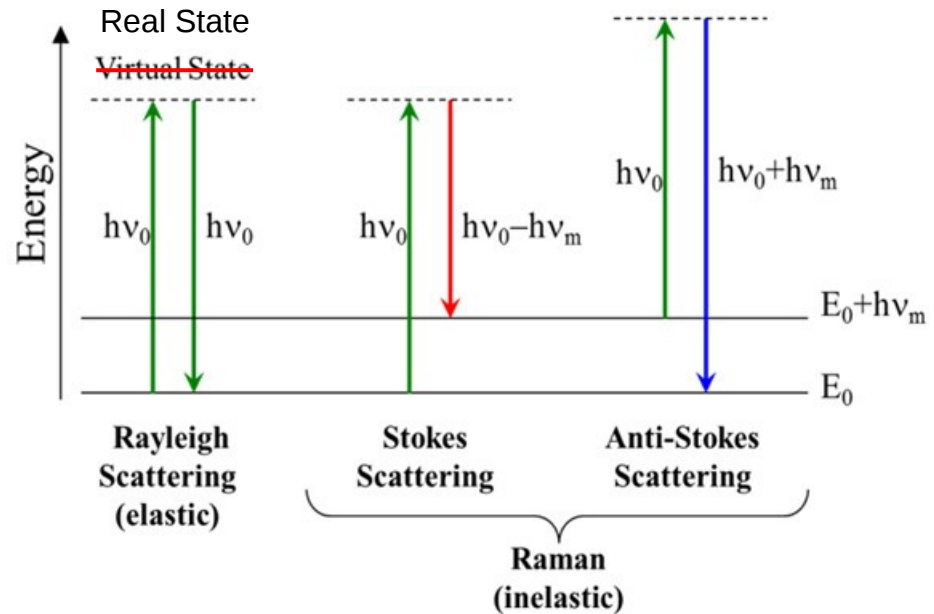 Real State
Virtual State
Energy
hν₀
hν₀
hν₀
hν₀–hνₘ
hν₀
hν₀+hνₘ
E₀+hνₘ
E₀
Rayleigh
Scattering
(elastic)
Stokes
Scattering
Anti-Stokes
Scattering
Raman
(inelastic)